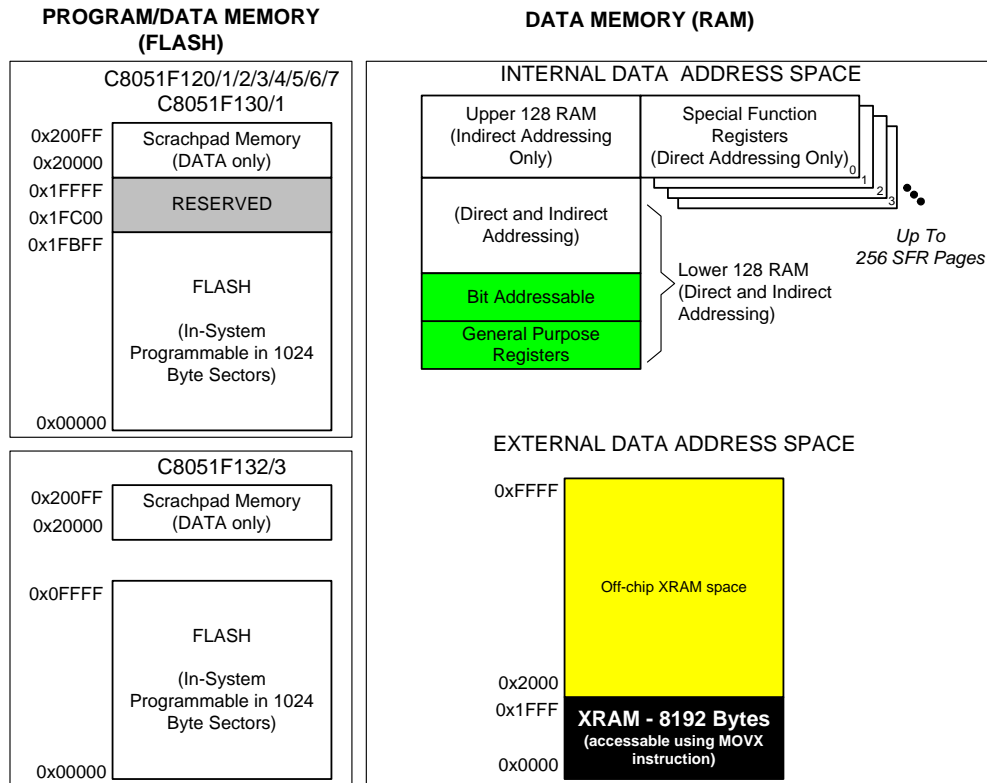 PROGRAM/DATA MEMORY
(FLASH)
C8051F120/1/2/3/4/5/6/7
C8051F130/1
0x200FF
0x20000
Scrachpad Memory
(DATA only)
0x1FFFF
0x1FC00
RESERVED
0x1FBFF
FLASH
(In-System
Programmable in 1024
Byte Sectors)
0x00000
C8051F132/3
0x200FF
0x20000
Scrachpad Memory
(DATA only)
0x0FFFF
FLASH
(In-System
Programmable in 1024
Byte Sectors)
0x00000
DATA MEMORY (RAM)
INTERNAL DATA ADDRESS SPACE
Upper 128 RAM
(Indirect Addressing
Only)
Special Function
Registers
(Direct Addressing Only)
0
1
2
3
Up To
256 SFR Pages
(Direct and Indirect
Addressing)
Bit Addressable
General Purpose
Registers
Lower 128 RAM
(Direct and Indirect
Addressing)
EXTERNAL DATA ADDRESS SPACE
0xFFFF
Off-chip XRAM space
0x2000
0x1FFF
XRAM - 8192 Bytes
(accessable using MOVX
instruction)
0x0000